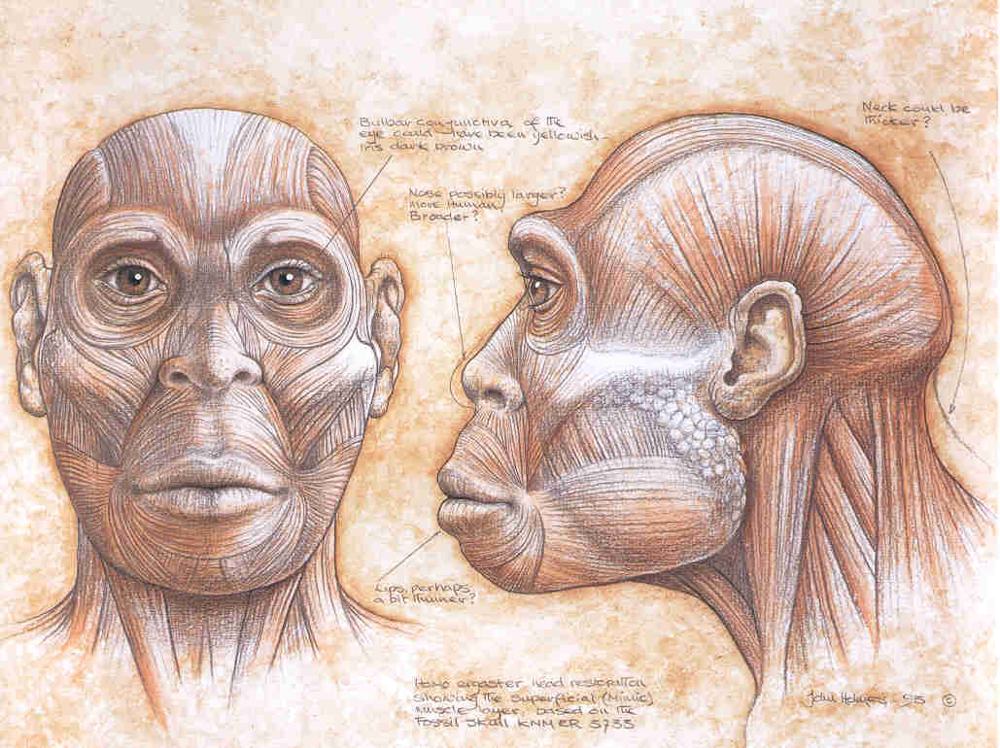 Bulbar conjunctiva of the
eye could have been yellowish -
iris dark brown
Nose possibly larger?
more Human,
Broader?
Neck could be
thicker?
Lips, perhaps
a bit thinner?
Homo ergaster head restoration
showing the superficial (Mimic)
muscle layer, based on the
Fossil skull KNMER 3733
John Holmes - 95 ©